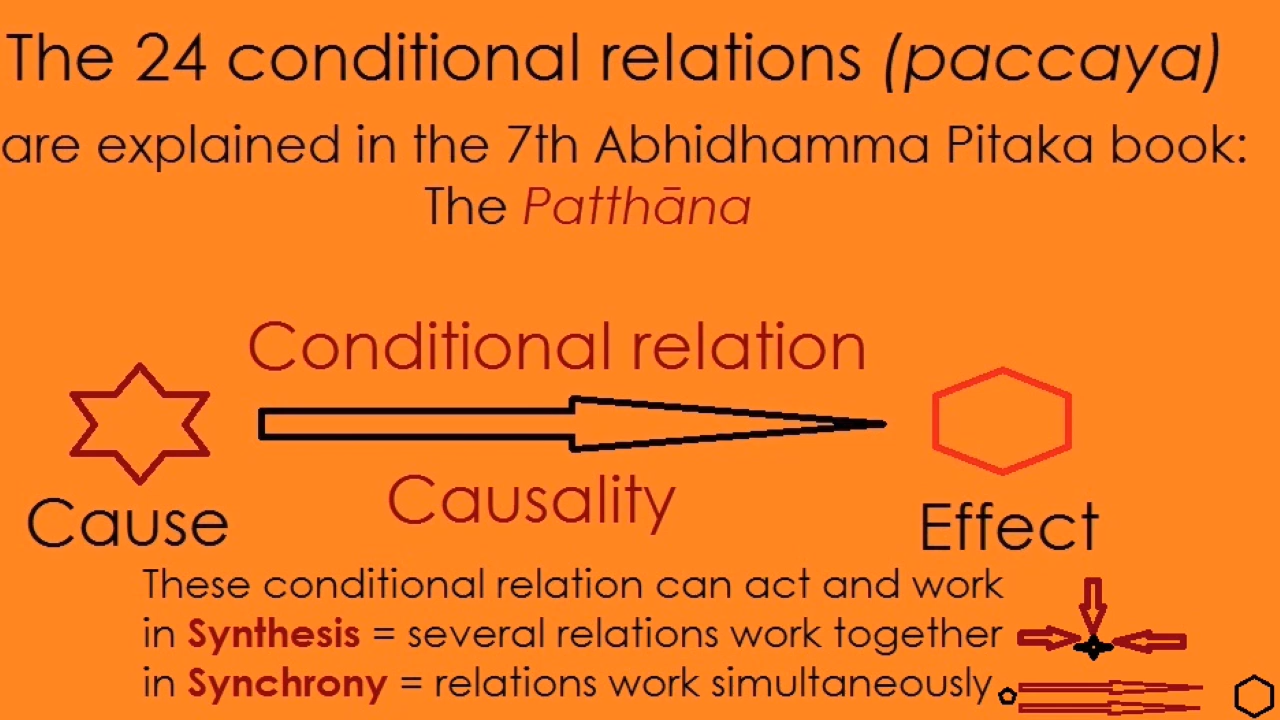 The 24 conditional relations (paccaya)
are explained in the 7th Abhidhamma Pitaka book:
The Patthāna
Conditional relation
Causality
Cause
Effect
These conditional relation can act and work
in Synthesis = several relations work together
in Synchrony = relations work simultaneously